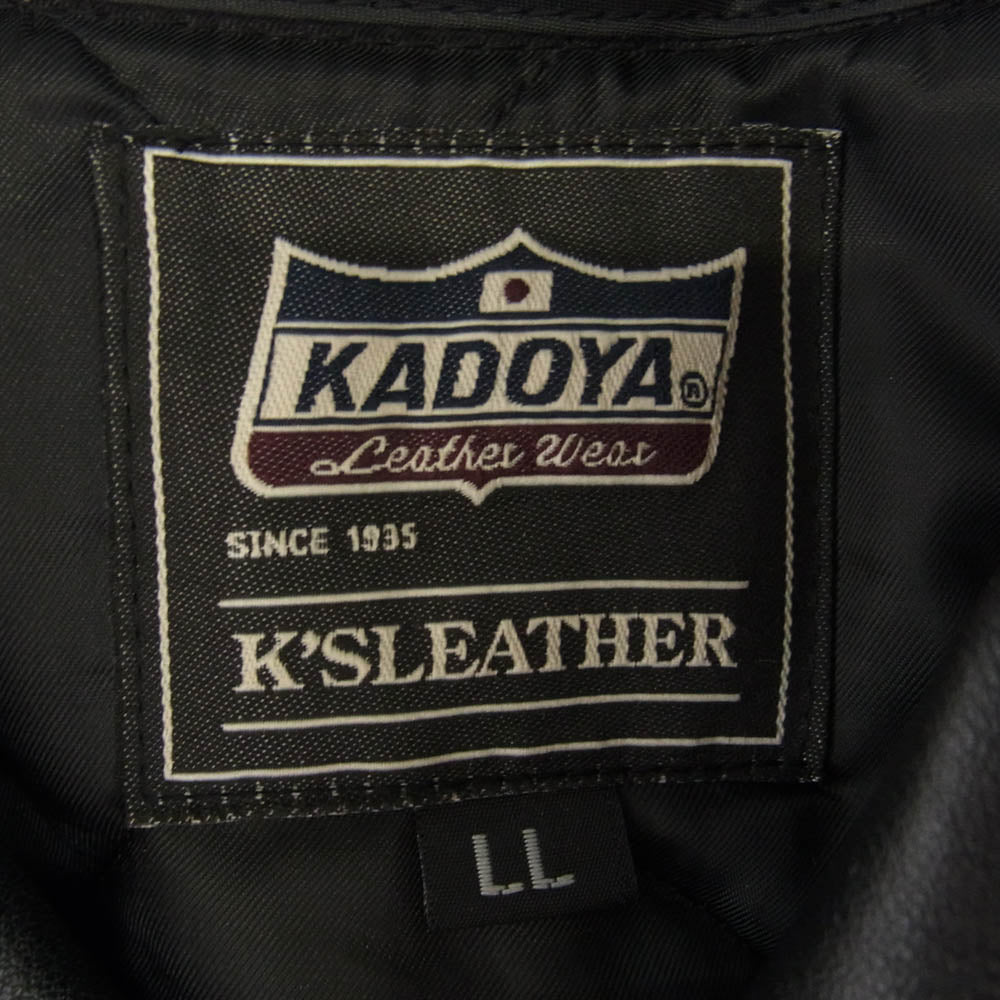 KADOYA®
Leather Wear
SINCE 1935
K'SLEATHER
LL